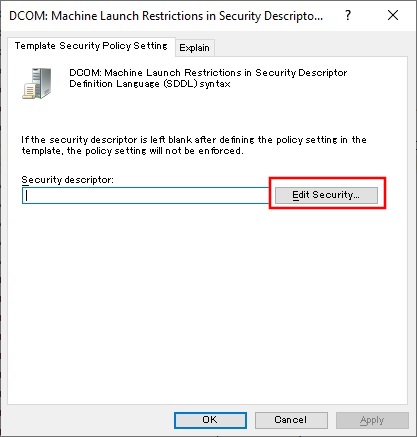 DCOM: Machine Launch Restrictions in Security Descripto...
?
Template Security Policy Setting
Explain
DCOM: Machine Launch Restrictions in Security Descriptor
Definition Language (SDDL) syntax
If the security descriptor is left blank after defining the policy setting in the
template, the policy setting will not be enforced.
Security descriptor:
Edit Security...
OK
Cancel
Apply